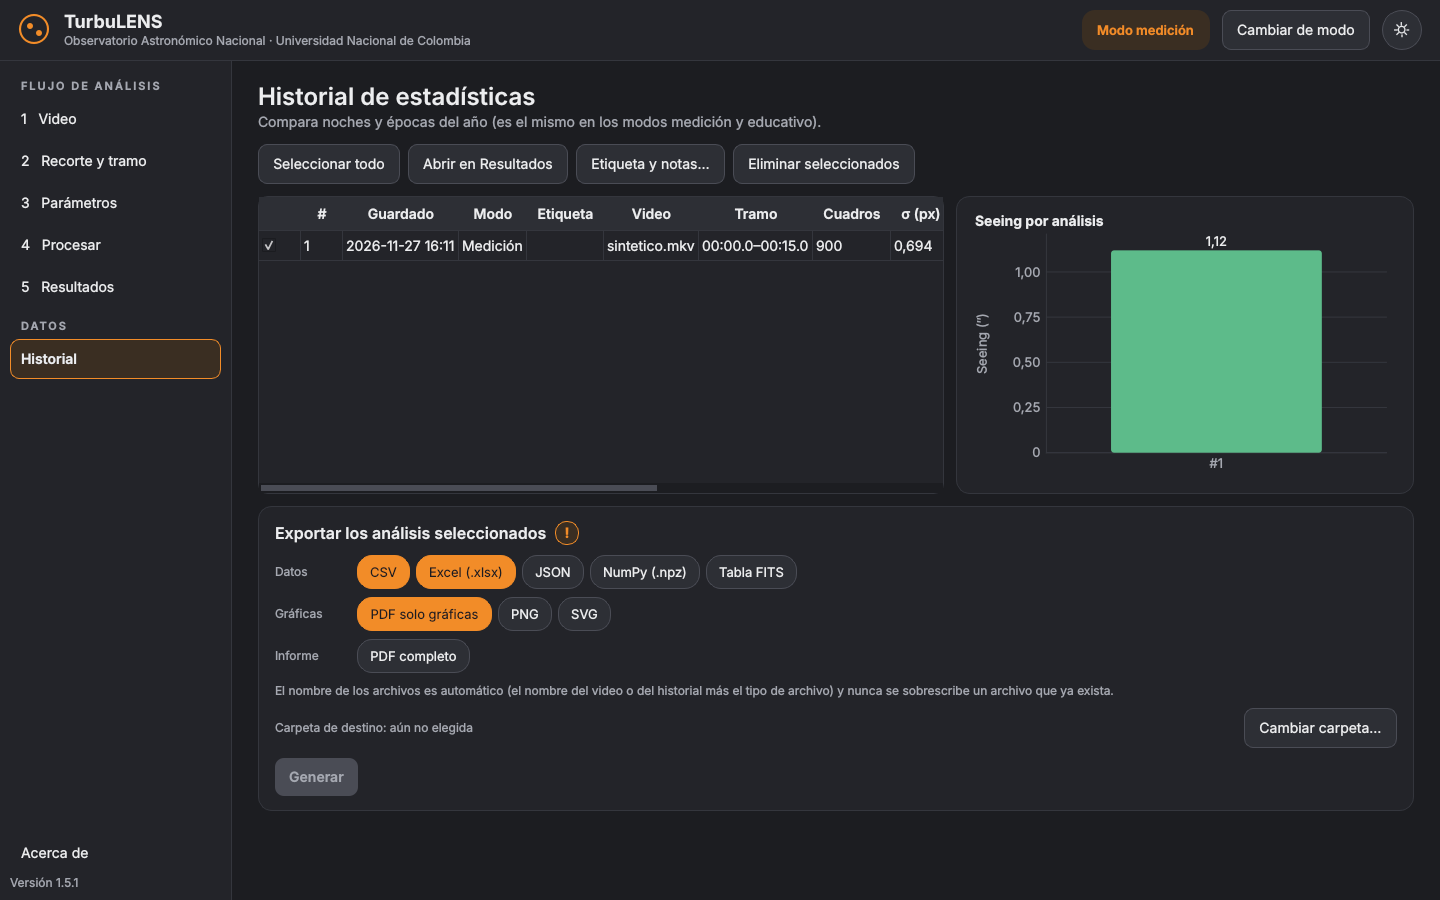 TurbuLENS
Observatorio Astronómico Nacional · Universidad Nacional de Colombia
Modo medición
Cambiar de modo
FLUJO DE ANÁLISIS
1 Video
2 Recorte y tramo
3 Parámetros
4 Procesar
5 Resultados
DATOS
Historial
Acerca de
Versión 1.5.1
Historial de estadísticas
Compara noches y épocas del año (es el mismo en los modos medición y educativo).
Seleccionar todo
Abrir en Resultados
Etiqueta y notas...
Eliminar seleccionados
# Guardado Modo Etiqueta Video Tramo Cuadros σ (px)
✓ 1 2026-11-27 16:11 Medición sintetico.mkv 00:00.0–00:15.0 900 0,694
Seeing por análisis
1,12
1,00
0,75
0,50
0,25
0
Seeing (")
#1
Exportar los análisis seleccionados !
Datos CSV Excel (.xlsx) JSON NumPy (.npz) Tabla FITS
Gráficas PDF solo gráficas PNG SVG
Informe PDF completo
El nombre de los archivos es automático (el nombre del video o del historial más el tipo de archivo) y nunca se sobrescribe un archivo que ya exista.
Carpeta de destino: aún no elegida
Cambiar carpeta...
Generar